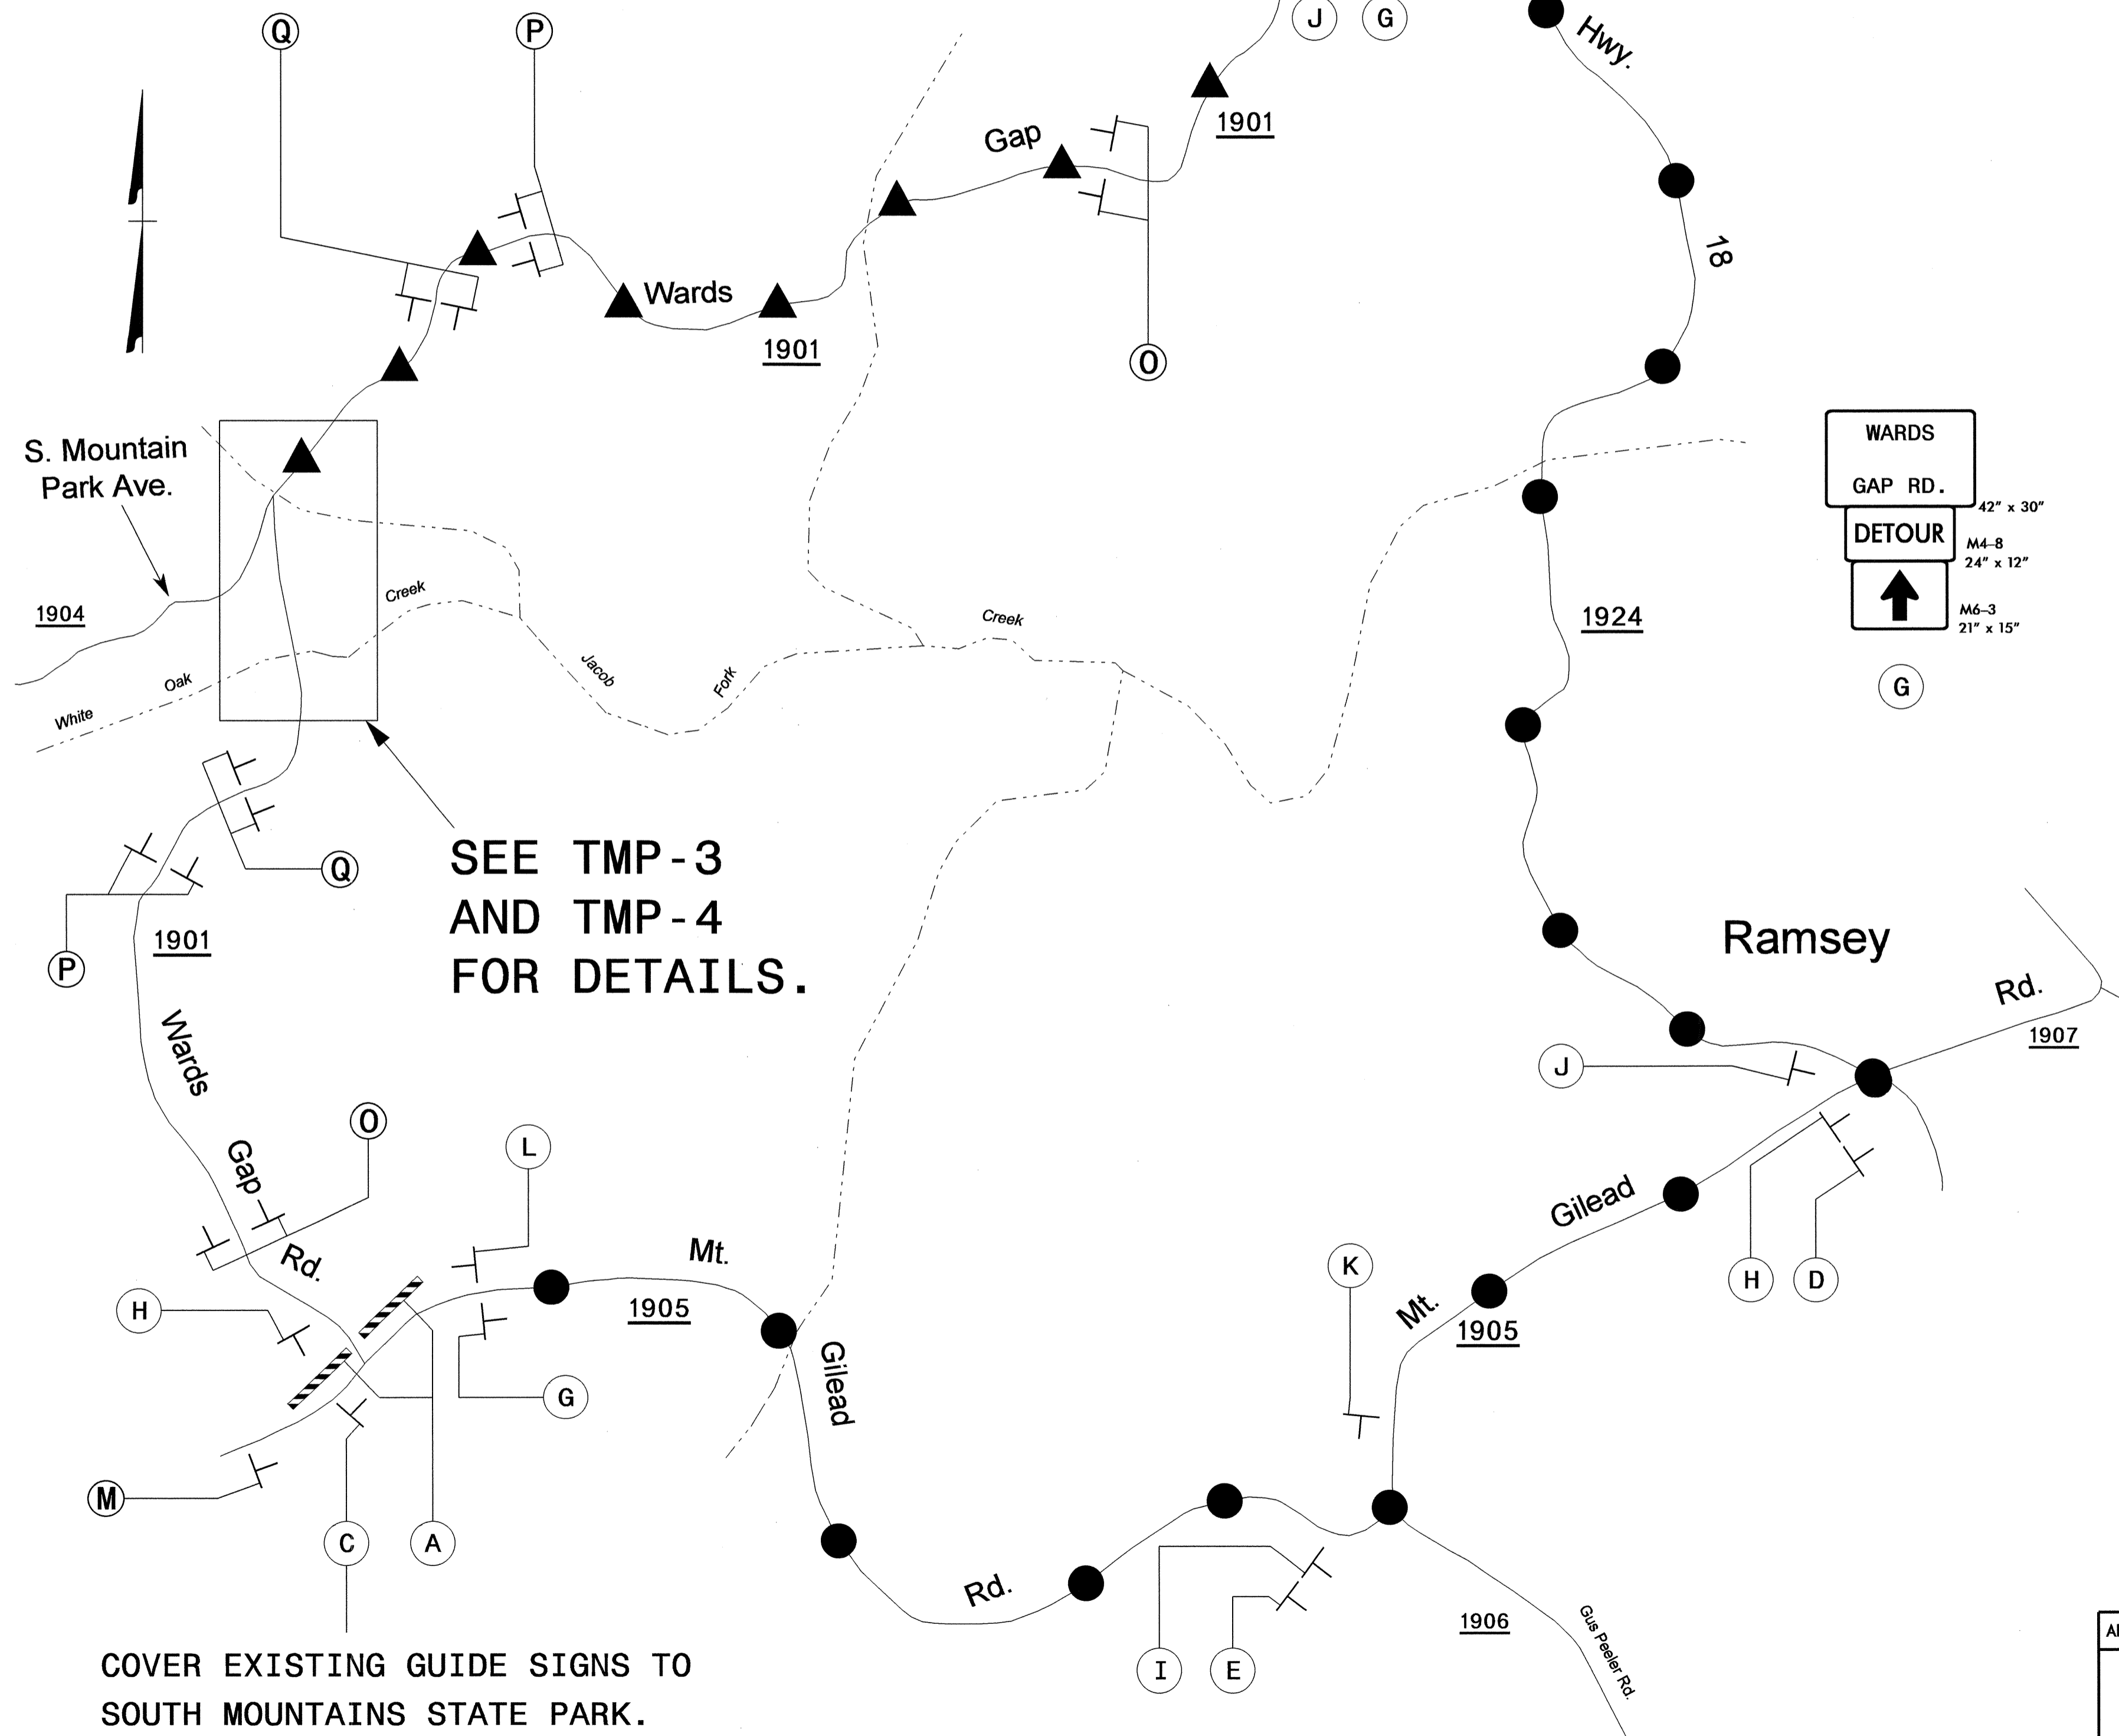 Q
P
J
G
Hwy.
18
Gap
1901
Wards
1901
O
S. Mountain
Park Ave.
1904
White
Oak
Creek
Jacob
Fork
Creek
1924
WARDS
GAP RD.
42" x 30"
DETOUR
M4-8
24" x 12"
M6-3
21" x 15"
G
Q
SEE TMP-3
AND TMP-4
FOR DETAILS.
P
1901
Wards
Gap
Rd.
Ramsey
Rd.
1907
J
O
L
H
Mt.
1905
Gilead
G
M
C
A
K
Mt.
1905
Gilead
H
D
Rd.
I
E
1906
Gus Peeler Rd.
COVER EXISTING GUIDE SIGNS TO
SOUTH MOUNTAINS STATE PARK.